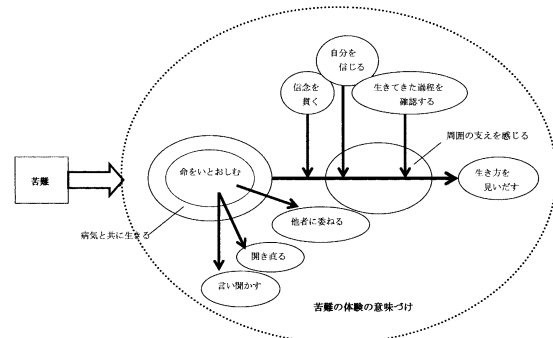 自分を
信じる
信念を
貫く
生きてきた過程を
確認する
周囲の支えを感じる
苦難
命をいとおしむ
生き方を
見いだす
他者に委ねる
病気と共に生きる
開き直る
言い聞かす
苦難の体験の意味づけ